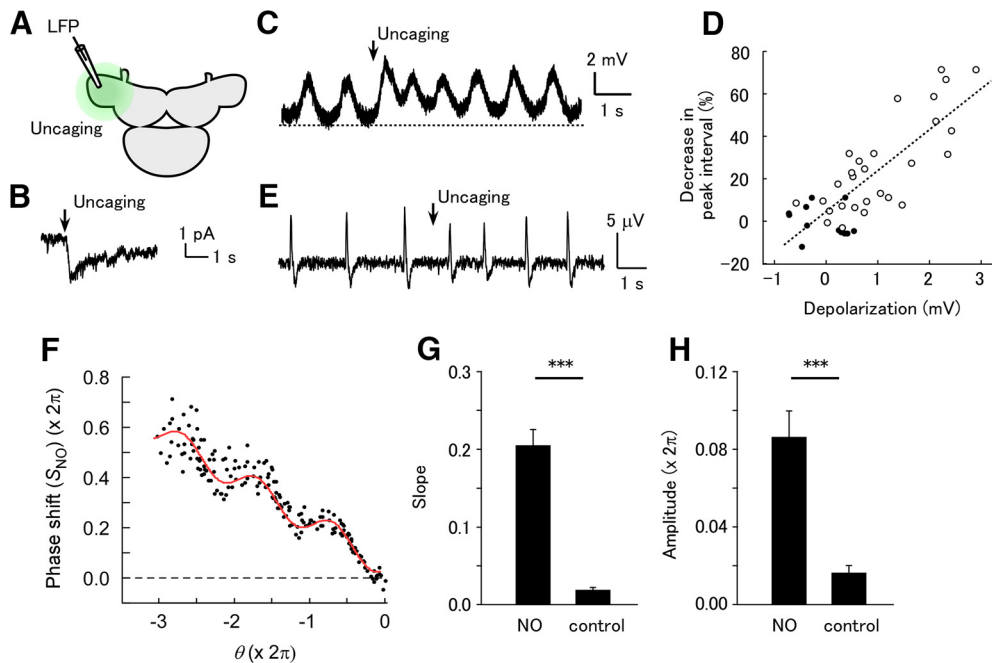 A
LFP
Uncaging
B
Uncaging
1 pA
1 s
C
Uncaging
2 mV
1 s
D
Decrease in
peak interval (%)
80
60
40
20
0
−20
−1
0
1
2
3
Depolarization (mV)
E
Uncaging
5 μV
1 s
F
Phase shift (SNO) (x 2π)
0.8
0.6
0.4
0.2
0.0
-3
-2
-1
0
θ (x 2π)
G
***
Slope
0.3
0.2
0.1
0.0
NO
control
H
***
Amplitude (x 2π)
0.12
0.08
0.04
0.00
NO
control